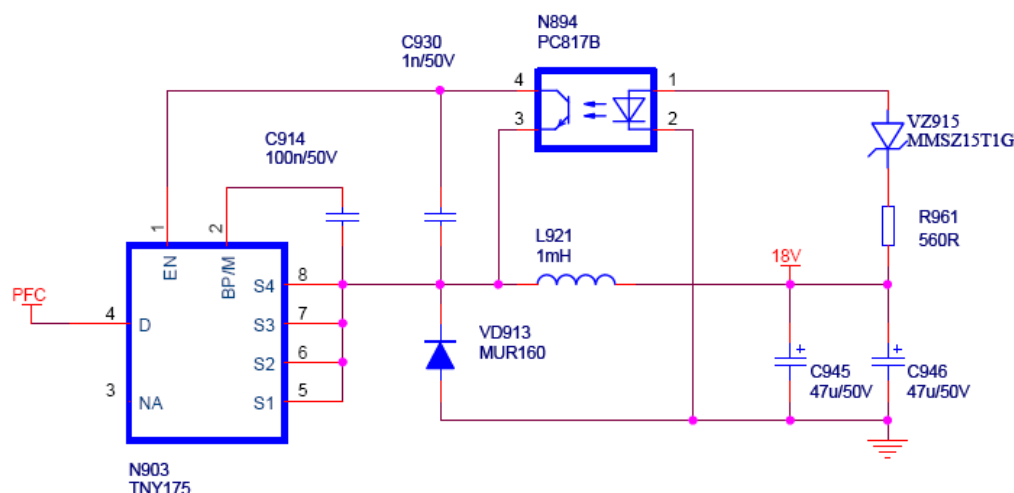 N894
PC817B
C930
1n/50V
4
1
3
2
C914
100n/50V
VZ915
MMSZ15T1G
1
2
R961
560R
L921
1mH
EN
BP/M
18V
S4
8
PFC
4
D
S3
7
VD913
MUR160
S2
6
C945
47u/50V
+
C946
47u/50V
+
3
NA
S1
5
N903
TNY175